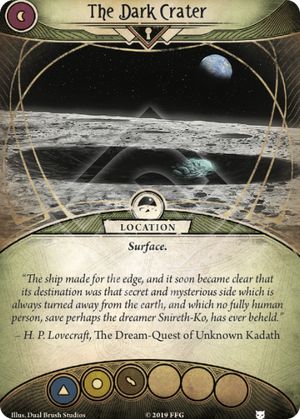 The Dark Crater
LOCATION
Surface.
"The ship made for the edge, and it soon became clear that
its destination was that secret and mysterious side which is
always turned away from the earth, and which no fully human
person, save perhaps the dreamer Snireth-Ko, has ever beheld."
– H. P. Lovecraft, The Dream-Quest of Unknown Kadath
Illus. Dual Brush Studios
© 2019 FFG